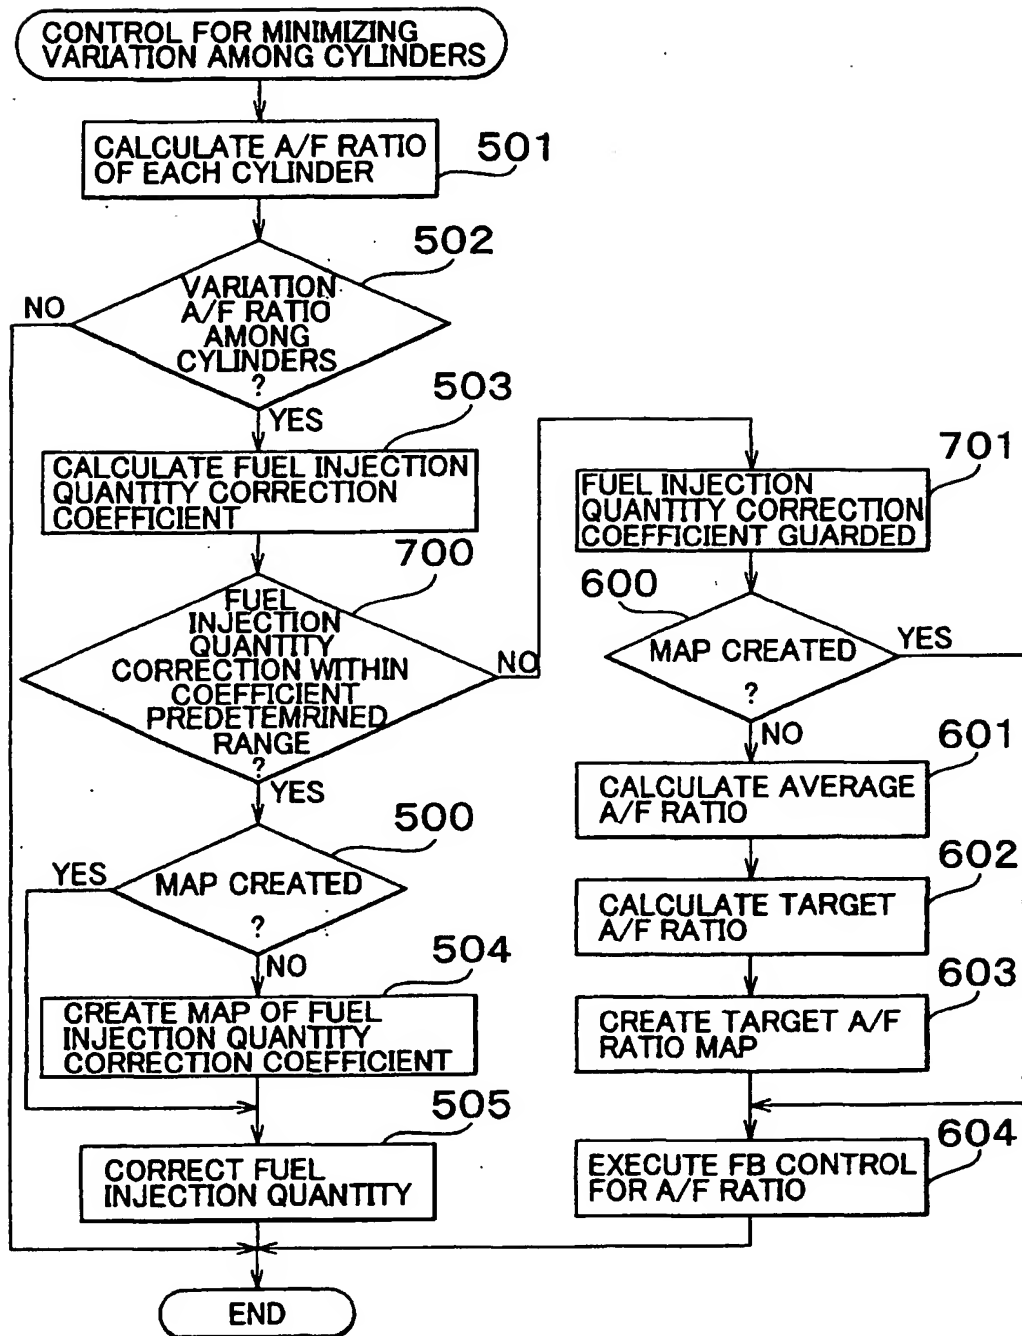 CONTROL FOR MINIMIZING
VARIATION AMONG CYLINDERS
CALCULATE A/F RATIO
OF EACH CYLINDER
501
502
VARIATION
A/F RATIO
AMONG
CYLINDERS
?
NO
YES
503
CALCULATE FUEL INJECTION
QUANTITY CORRECTION
COEFFICIENT
700
FUEL
INJECTION
QUANTITY
CORRECTION WITHIN
COEFFICIENT
PREDETEMRINED
RANGE
?
NO
YES
500
MAP CREATED
?
YES
NO
504
CREATE MAP OF FUEL
INJECTION QUANTITY
CORRECTION COEFFICIENT
505
CORRECT FUEL
INJECTION QUANTITY
END
701
FUEL INJECTION
QUANTITY CORRECTION
COEFFICIENT GUARDED
600
MAP CREATED
?
YES
NO
601
CALCULATE AVERAGE
A/F RATIO
602
CALCULATE TARGET
A/F RATIO
603
CREATE TARGET A/F
RATIO MAP
604
EXECUTE FB CONTROL
FOR A/F RATIO